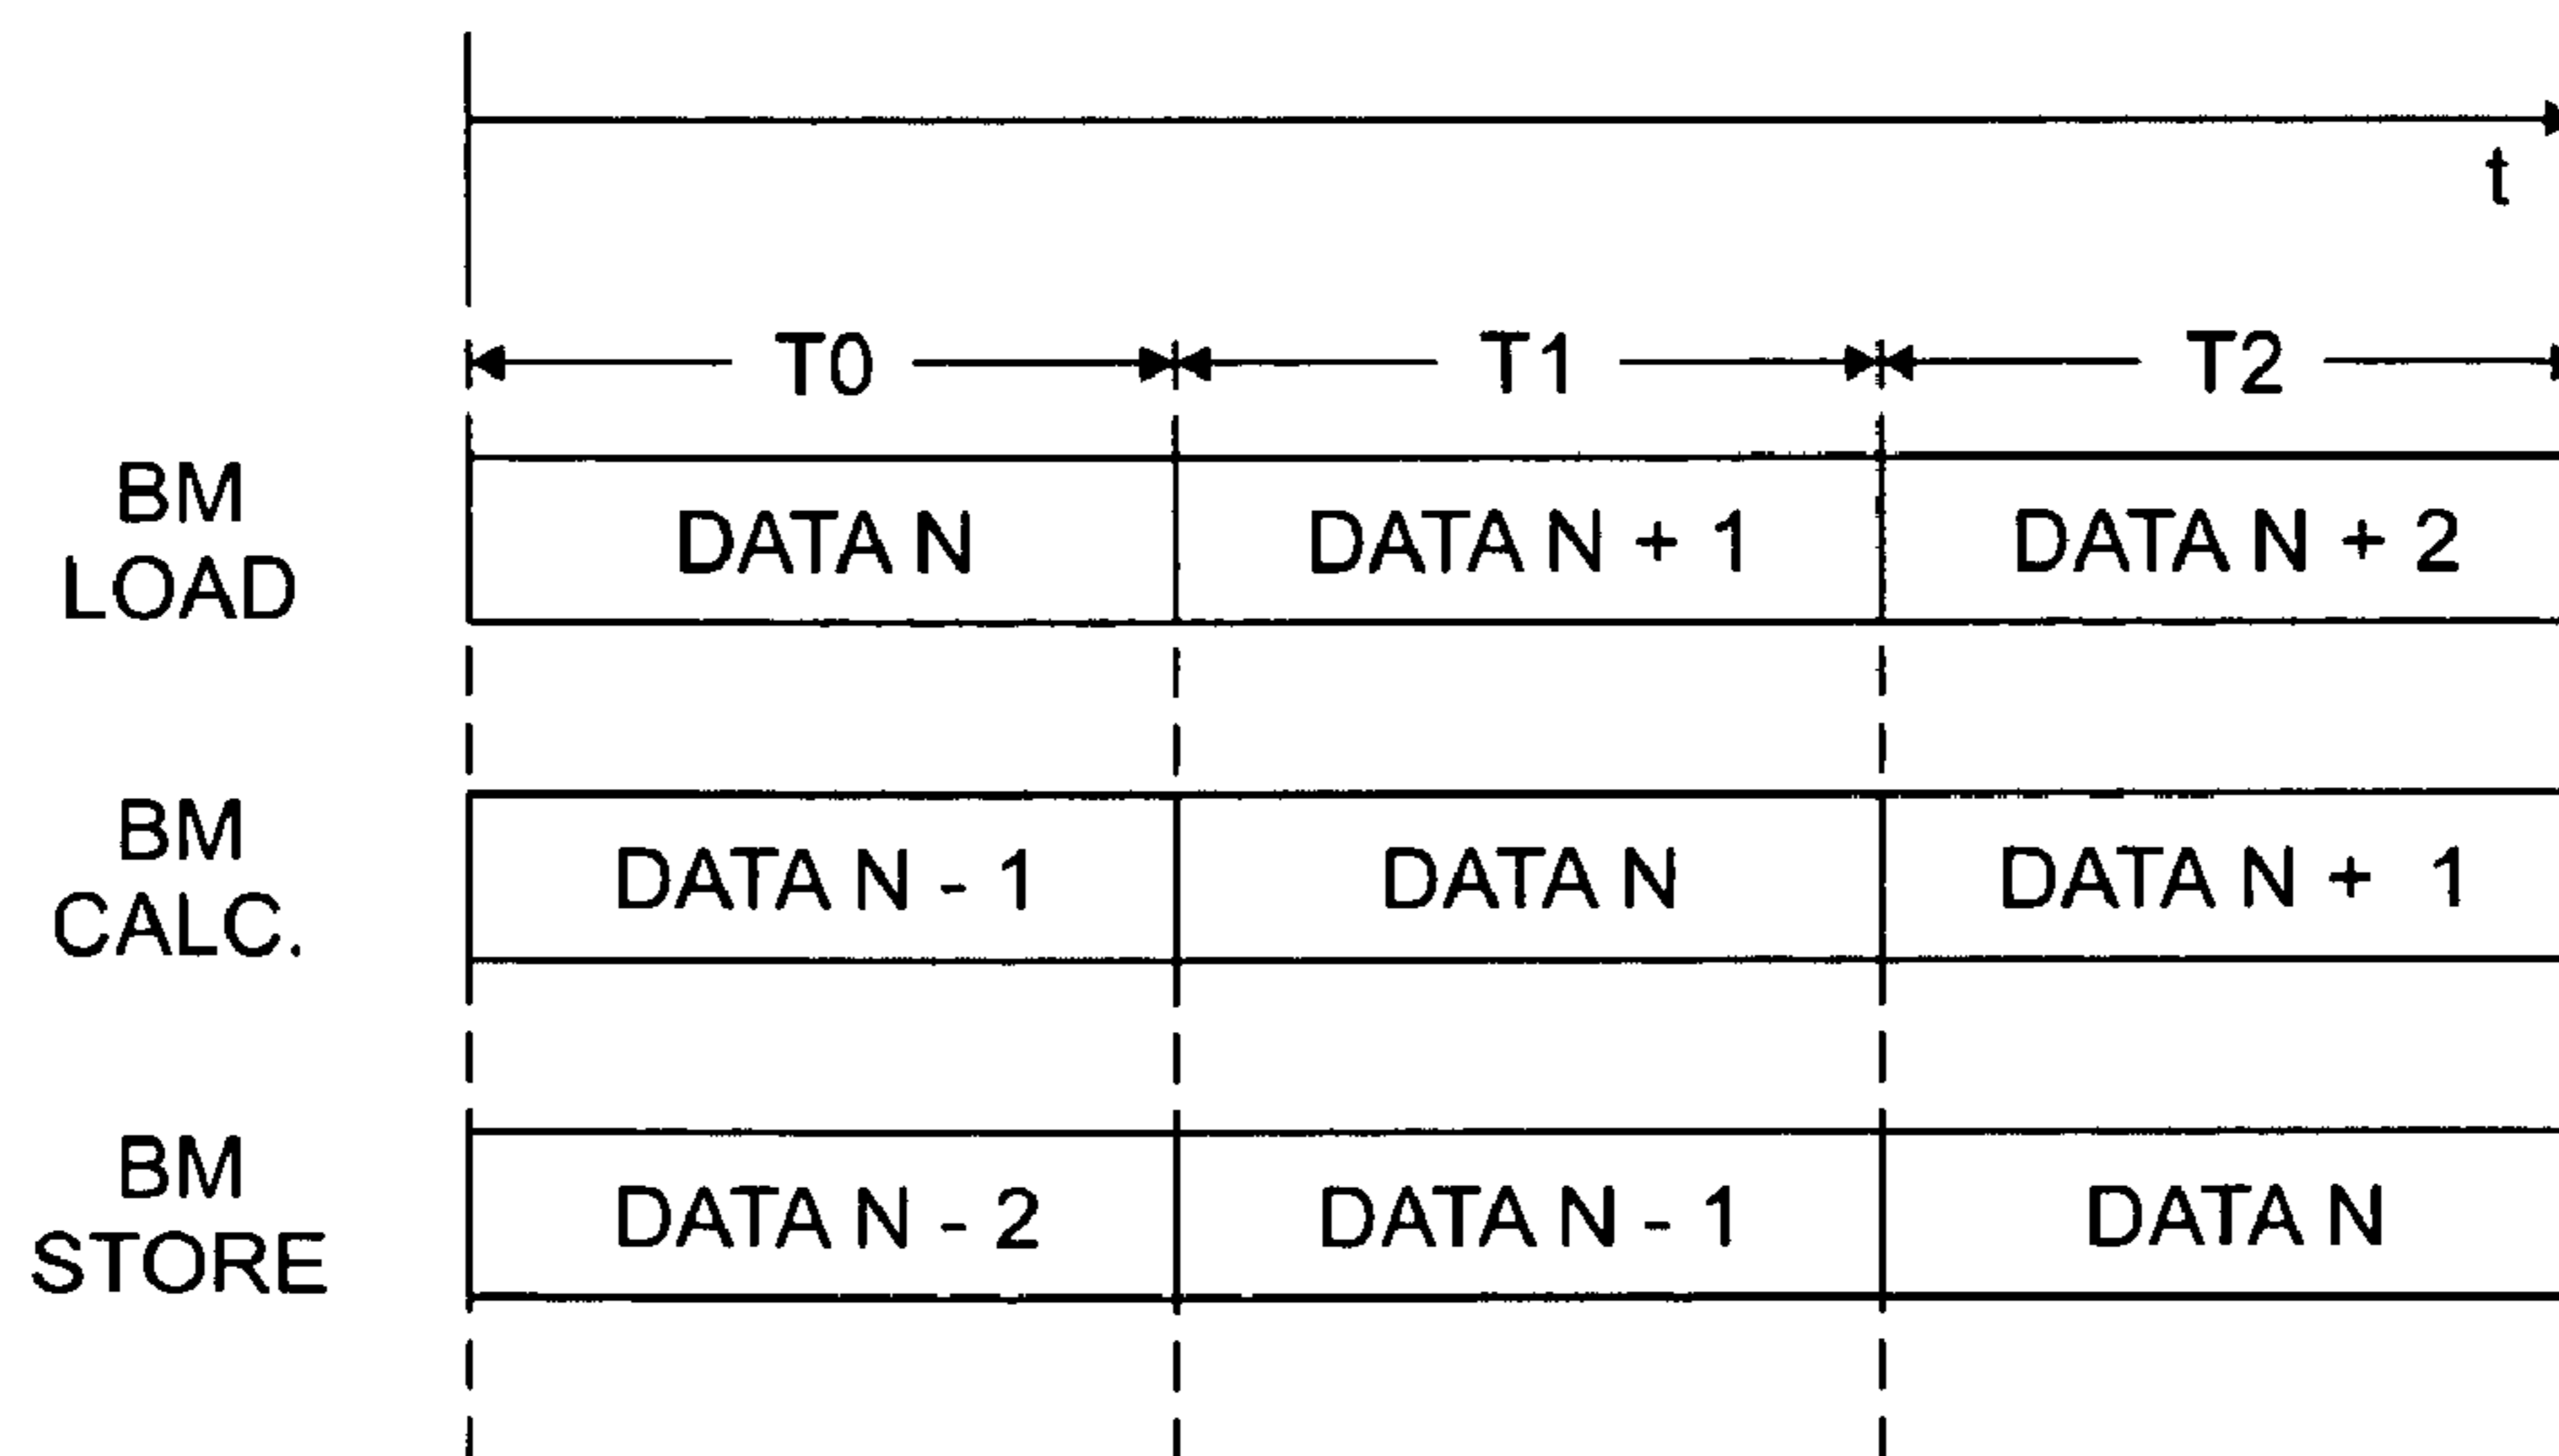 t
T0 T1 T2
BM
LOAD
DATA N DATA N + 1 DATA N + 2
BM
CALC.
DATA N - 1 DATA N DATA N + 1
BM
STORE
DATA N - 2 DATA N - 1 DATA N